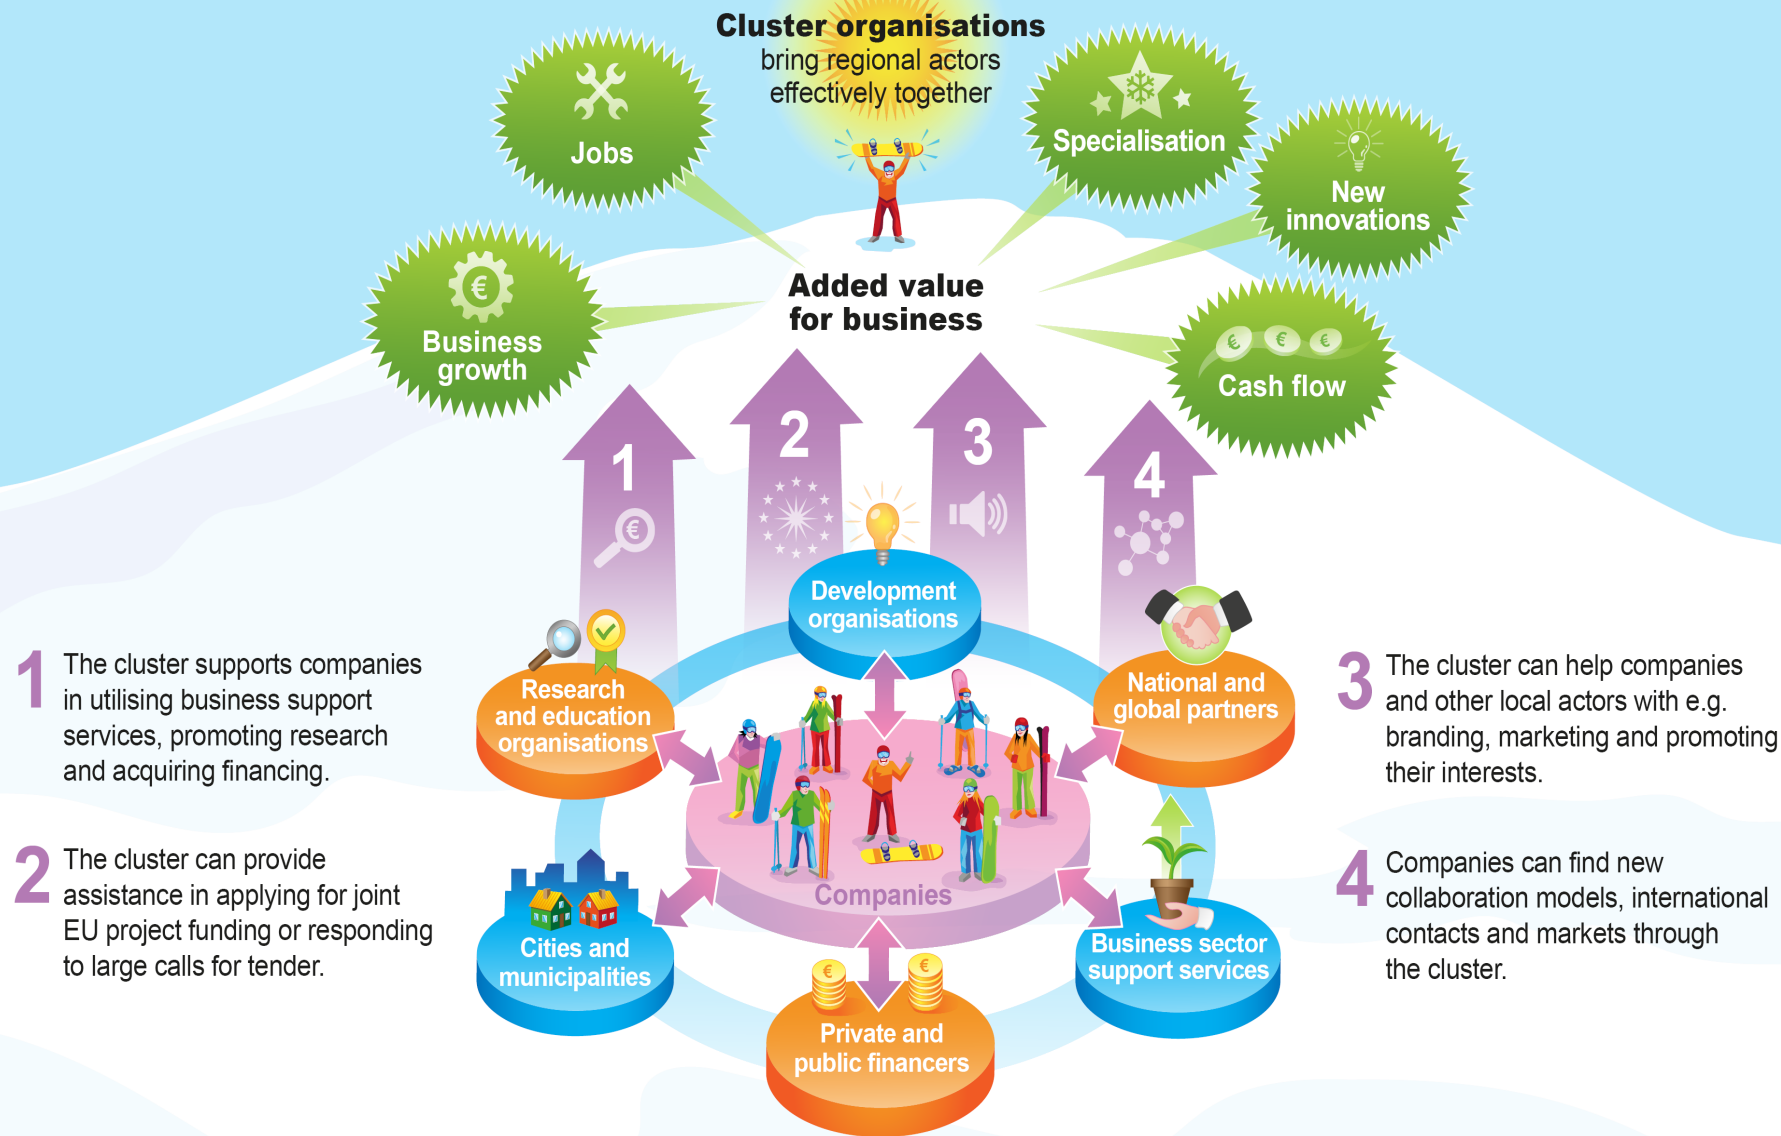 Cluster organisations
bring regional actors
effectively together
Jobs
Specialisation
New
innovations
Business
growth
Added value
for business
€
Cash flow
€ € €
1
2
3
4
€
Development
organisations
Research
and education
organisations
National and
global partners
Companies
Cities and
municipalities
Business sector
support services
€ €
Private and
public financers
1 The cluster supports companies
in utilising business support
services, promoting research
and acquiring financing.
2 The cluster can provide
assistance in applying for joint
EU project funding or responding
to large calls for tender.
3 The cluster can help companies
and other local actors with e.g.
branding, marketing and promoting
their interests.
4 Companies can find new
collaboration models, international
contacts and markets through
the cluster.